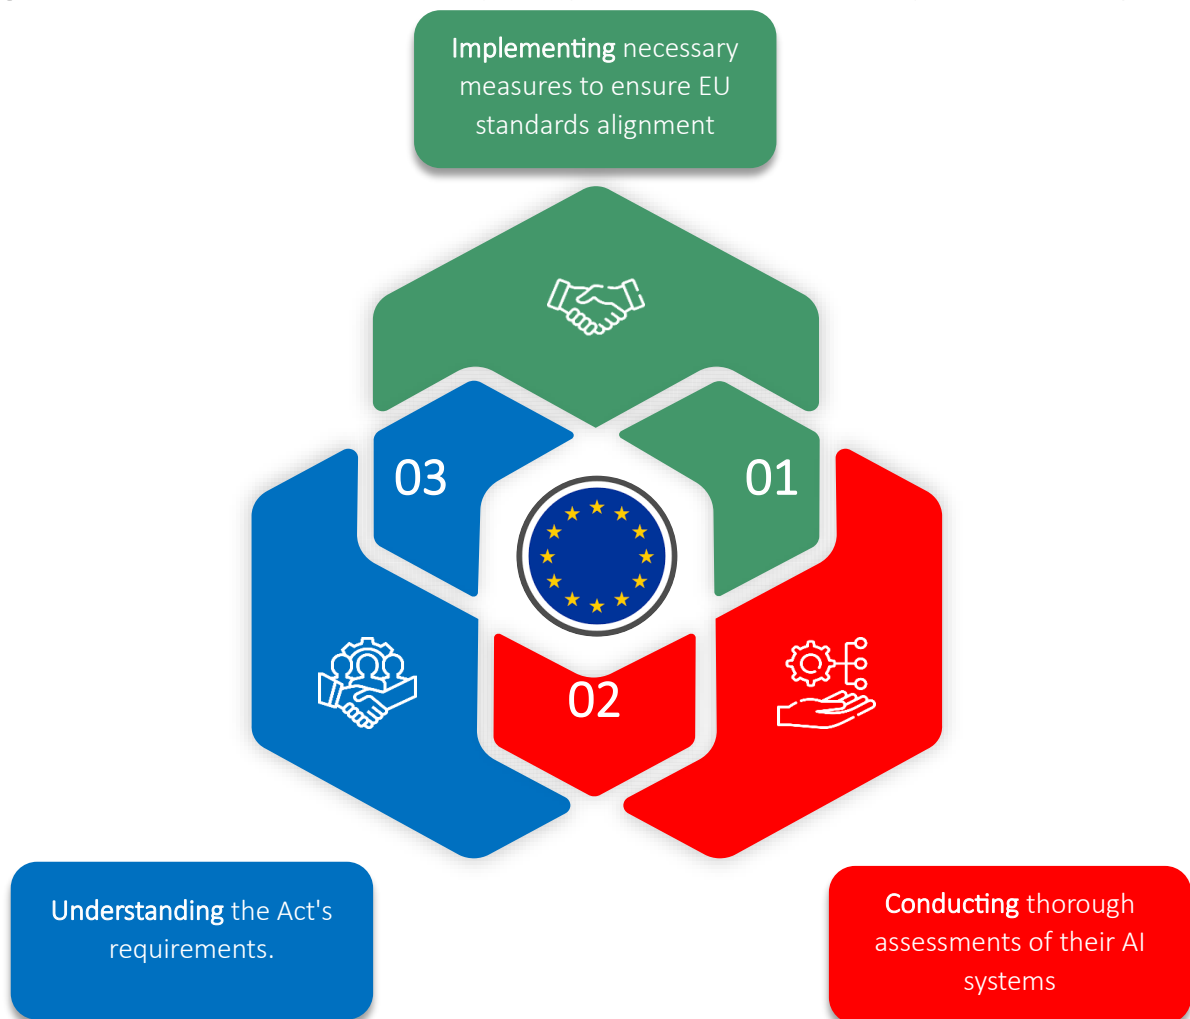 Implementing necessary
measures to ensure EU
standards alignment
03
01
02
Understanding the Act's
requirements.
Conducting thorough
assessments of their AI
systems